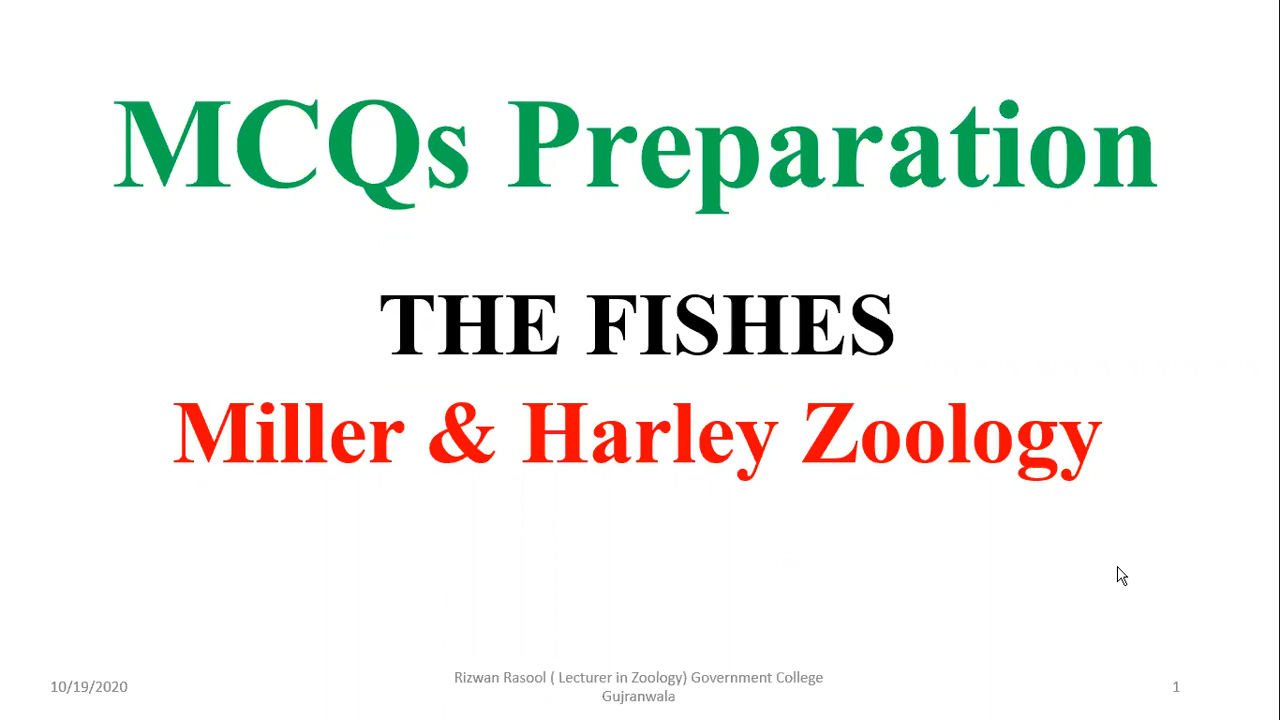 MCQs Preparation
THE FISHES
Miller & Harley Zoology
10/19/2020
Rizwan Rasool ( Lecturer in Zoology) Government College
Gujranwala
1